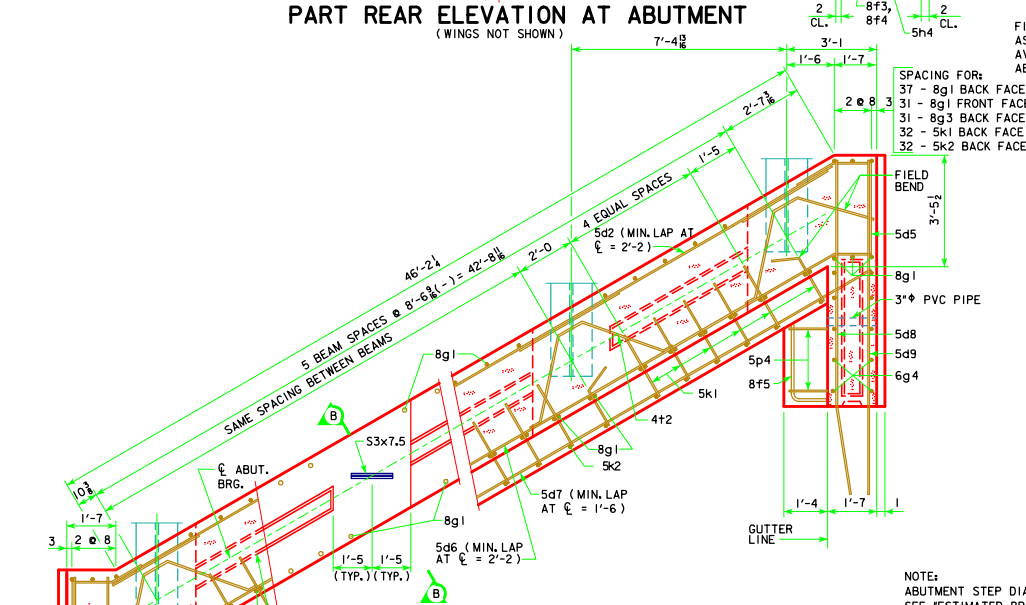 PART REAR ELEVATION AT ABUTMENT
(WINGS NOT SHOWN)
2
CL.
8f3,
8f4
5h4
2
CL.
7'-4 13/16
3'-1
1'-6
1'-7
2 @ 8
3
SPACING FOR:
37 - 8g1 BACK FACE
31 - 8g1 FRONT FACE
31 - 8g3 BACK FACE
32 - 5k1 BACK FACE
32 - 5k2 BACK FACE
2'-7 3/16
1'-5
4 EQUAL SPACES
2'-0
46'-2 1/4
5 BEAM SPACES @ 8'-6 9/16 (-) = 42'-8 11/16
SAME SPACING BETWEEN BEAMS
10 3/8
1'-7
3
2 @ 8
5d2 (MIN. LAP AT
℄ = 2'-2)
FIELD
BEND
3'-5 1/2
5d5
8g1
3"Φ PVC PIPE
5d8
5d9
6g4
5p4
8f5
5k1
4t2
8g1
5k2
8g1
B
S3x7.5
℄ ABUT.
BRG.
5d7 (MIN. LAP
AT ℄ = 1'-6)
8g1
5d6 (MIN. LAP
AT ℄ = 2'-2)
1'-5
1'-5
(TYP.)
(TYP.)
B
1'-4
1'-7
1
GUTTER
LINE
NOTE:
ABUTMENT STEP